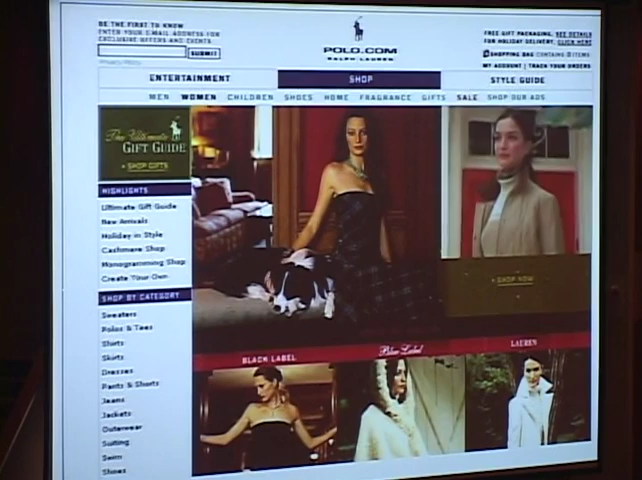 BE THE FIRST TO KNOW
ENTER YOUR E-MAIL ADDRESS FOR
EXCLUSIVE OFFERS AND EVENTS
SUBMIT
Privacy Policy
POLO.COM
RALPH LAUREN
FREE GIFT PACKAGING, SEE DETAILS
FOR HOLIDAY DELIVERY, CLICK HERE
SHOPPING BAG CONTAINS 0 ITEMS
MY ACCOUNT | TRACK YOUR ORDERS
ENTERTAINMENT
SHOP
STYLE GUIDE
MEN WOMEN CHILDREN SHOES HOME FRAGRANCE GIFTS SALE SHOP OUR ADS
The Ultimate
GIFT GUIDE
SHOP GIFTS
HIGHLIGHTS
Ultimate Gift Guide
New Arrivals
Holiday in Style
Cashmere Shop
Monogramming Shop
Create Your Own
SHOP BY CATEGORY
Sweaters
Polos & Tees
Shirts
Skirts
Dresses
Pants & Shorts
Jeans
Jackets
Outerwear
Suiting
Swim
Shoes
SHOP NOW
BLACK LABEL
Blue Label
LAUREN